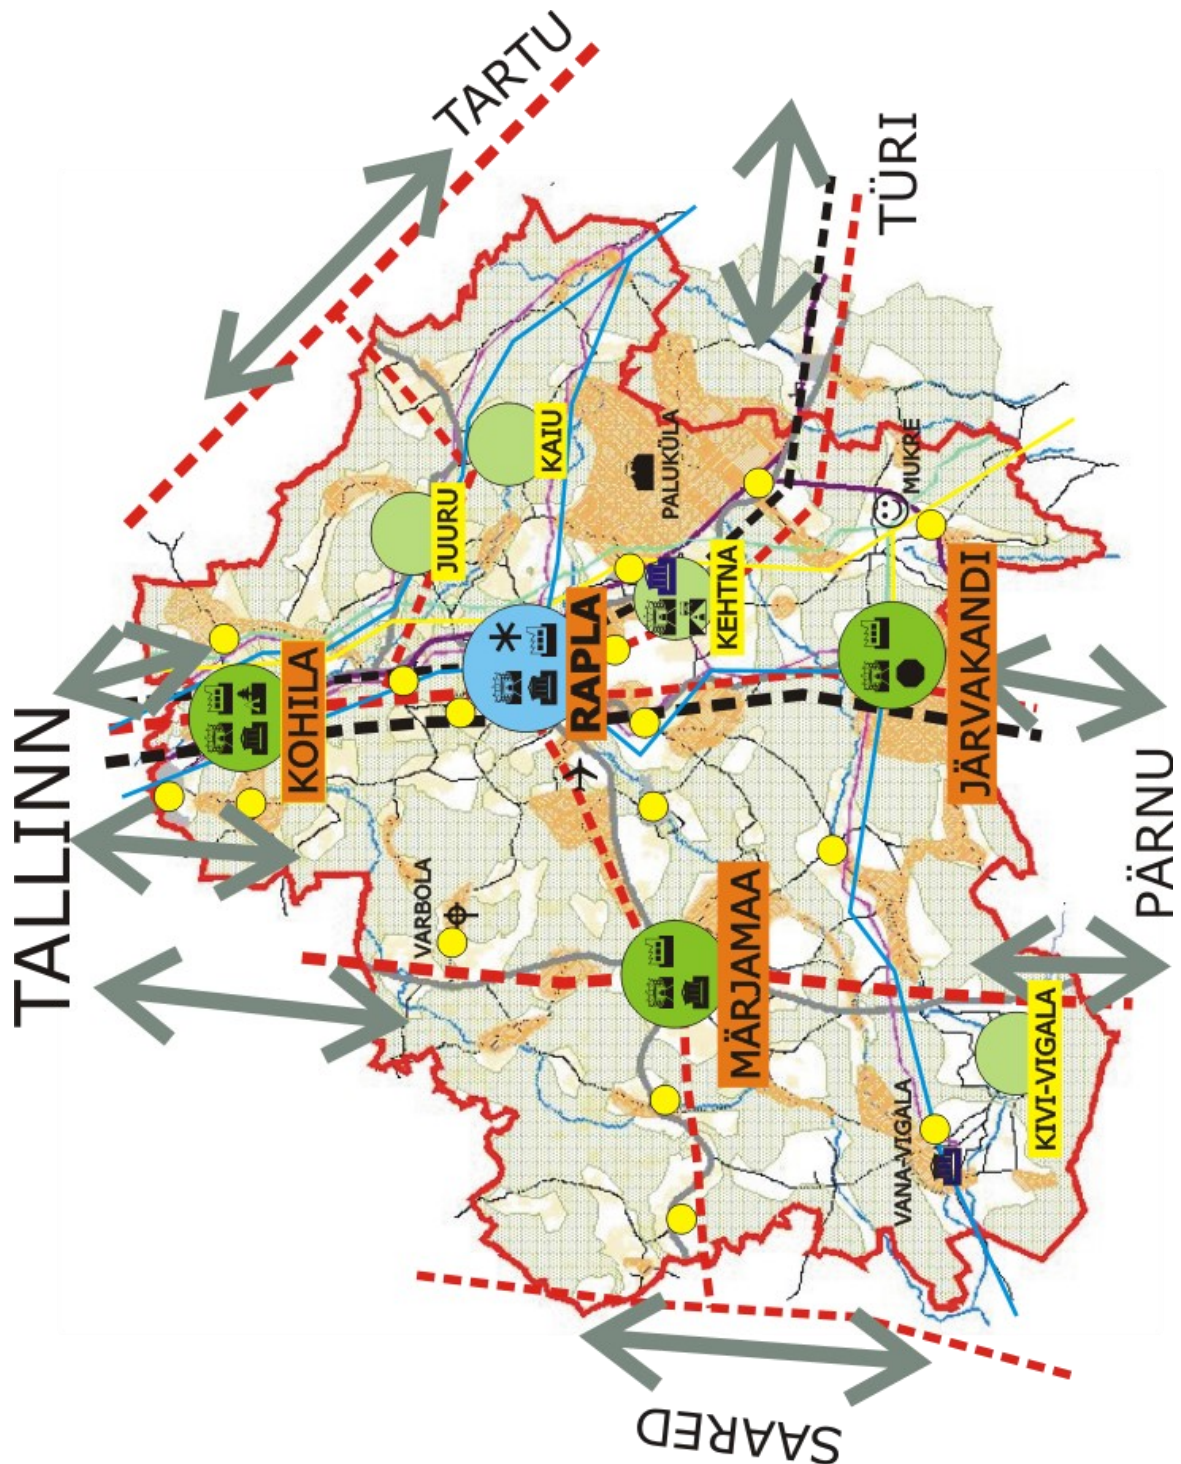 TALLINN
TARTU
TÜRI
PÄRNU
SAARED
KOHILA
JUURU
KAIU
RAPLA
PALUKÜLA
KEHTNA
MUKRE
JÄRVAKANDI
VARBOLA
MÄRJAMAA
VANA-VIGALA
KIVI-VIGALA